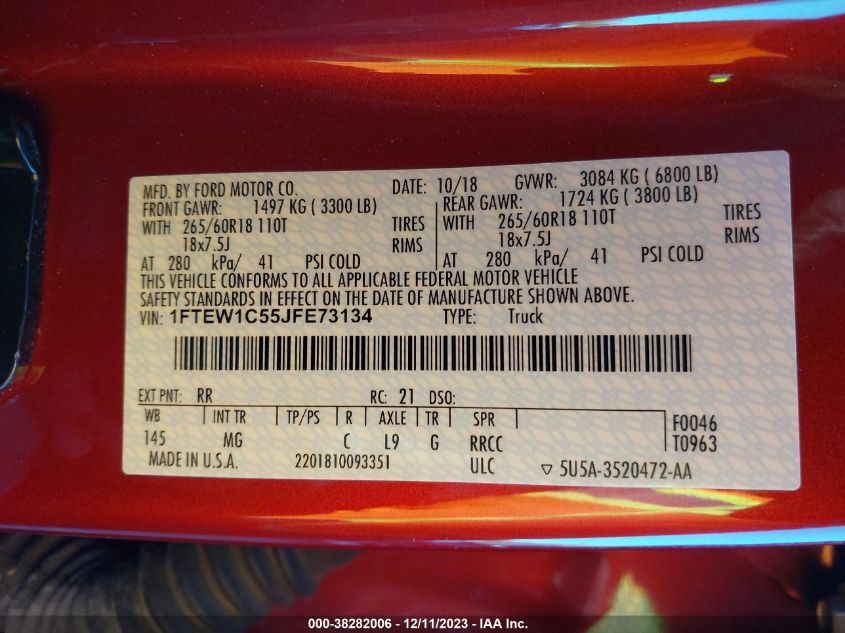 MFD. BY FORD MOTOR CO. DATE: 10/18 GVWR: 3084 KG ( 6800 LB)
FRONT GAWR: 1497 KG ( 3300 LB) REAR GAWR: 1724 KG ( 3800 LB)
WITH 265/60R18 110T TIRES WITH 265/60R18 110T TIRES
18x7.5J RIMS 18x7.5J RIMS
AT 280 kPa/ 41 PSI COLD AT 280 kPa/ 41 PSI COLD
THIS VEHICLE CONFORMS TO ALL APPLICABLE FEDERAL MOTOR VEHICLE
SAFETY STANDARDS IN EFFECT ON THE DATE OF MANUFACTURE SHOWN ABOVE.
VIN: 1FTEW1C55JFE73134 TYPE: Truck
EXT PNT: RR RC: 21 DSO:
WB INT TR TP/PS R AXLE TR SPR F0046
145 MG C L9 G RRCC T0963
MADE IN U.S.A. 2201810093351 ULC ▽ 5U5A-3520472-AA
000-38282006 - 12/11/2023 - IAA Inc.